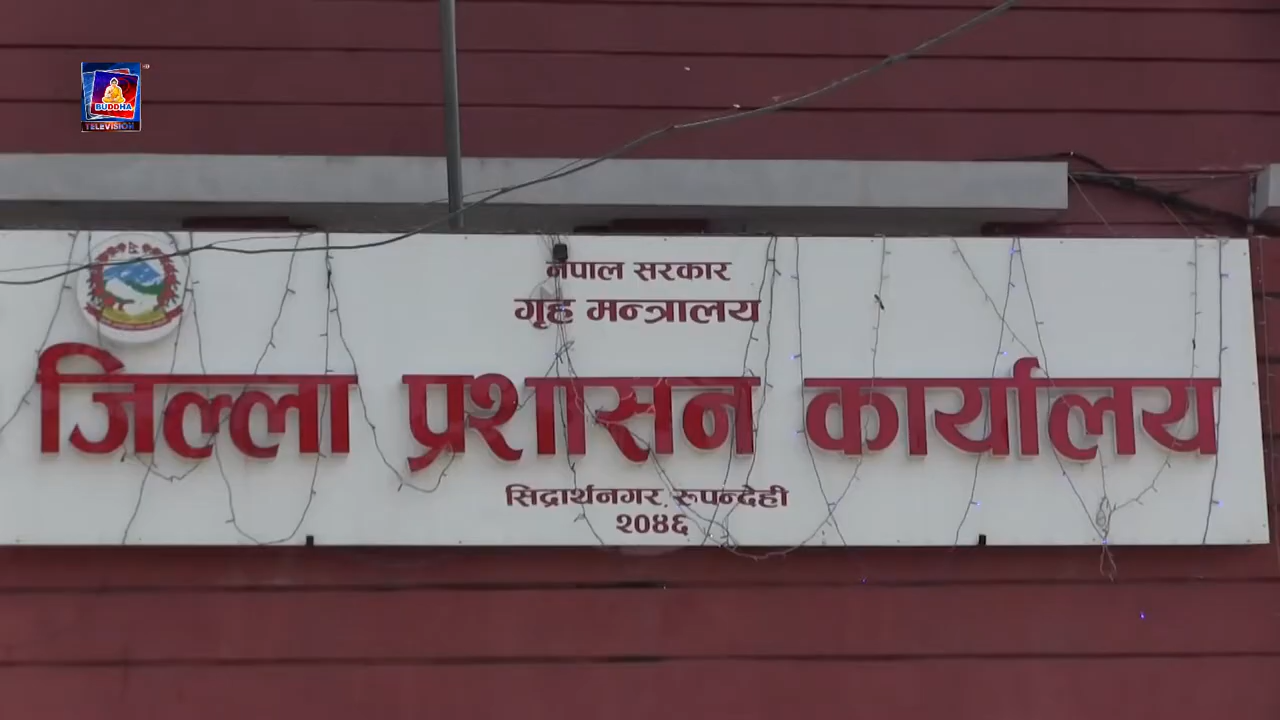 BUDDHA
TELEVISION
नेपाल सरकार
गृह मन्त्रालय
जिल्ला प्रशासन कार्यालय
सिद्धार्थनगर, रुपन्देही
२०४६